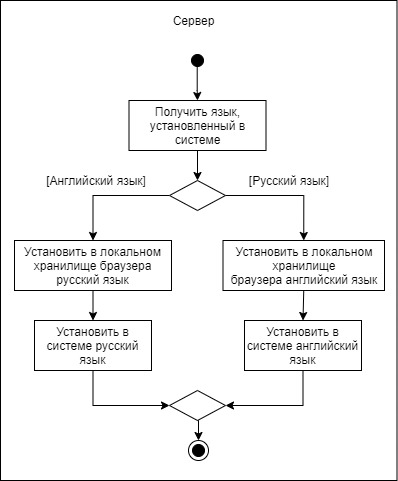 Сервер
Получить язык,
установленный в
системе
[Английский язык]
[Русский язык]
Установить в локальном
хранилище браузера
русский язык
Установить в локальном
хранилище
браузера английский язык
Установить в
системе русский
язык
Установить в
системе английский
язык